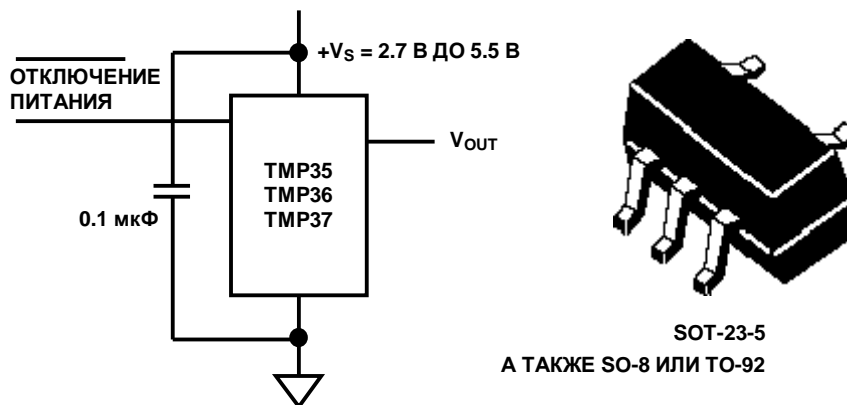 +VS = 2.7 В ДО 5.5 В
ОТКЛЮЧЕНИЕ
ПИТАНИЯ
VOUT
TMP35
TMP36
TMP37
0.1 мкФ
SOT-23-5
А ТАКЖЕ SO-8 ИЛИ TO-92